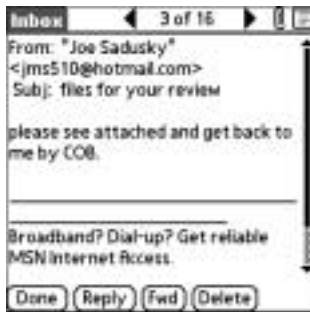 Inbox 3 of 16
From: "Joe Sadusky"
<jms510@hotmail.com>
Subj: files for your review
please see attached and get back to
me by COB.
Broadband? Dial-up? Get reliable
MSN Internet Access.
Done Reply Fwd Delete